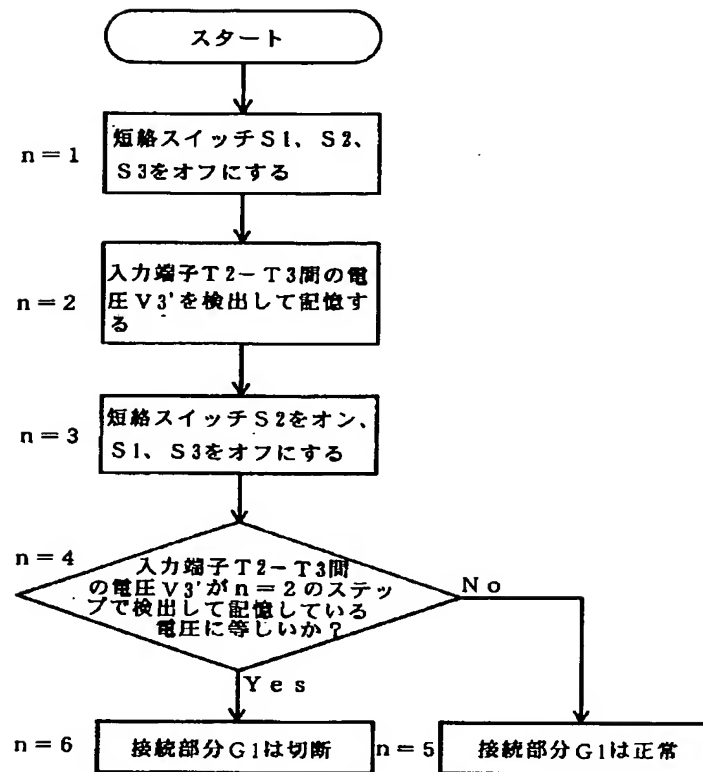 スタート
n=1
短絡スイッチS1、S2、
S3をオフにする
n=2
入力端子T2−T3間の電
圧V3'を検出して記憶す
る
n=3
短絡スイッチS2をオン、
S1、S3をオフにする
n=4
入力端子T2−T3間
の電圧V3'がn=2のステッ
プで検出して記憶している
電圧に等しいか?
No
Yes
n=6
接続部分G1は切断
n=5
接続部分G1は正常